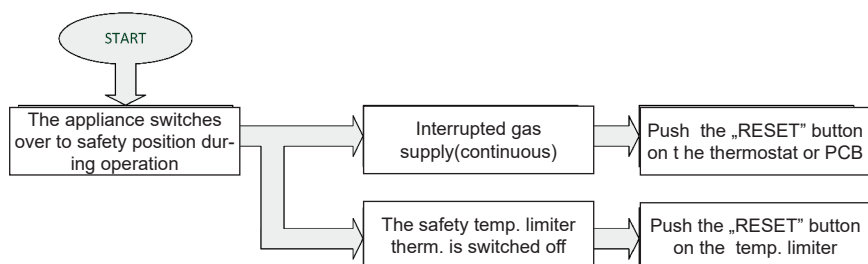 START
The appliance switches
over to safety position dur-
ing operation
Interrupted gas
supply(continuous)
Push the „RESET” button
on t he thermostat or PCB
The safety temp. limiter
therm. is switched off
Push the „RESET” button
on the temp. limiter